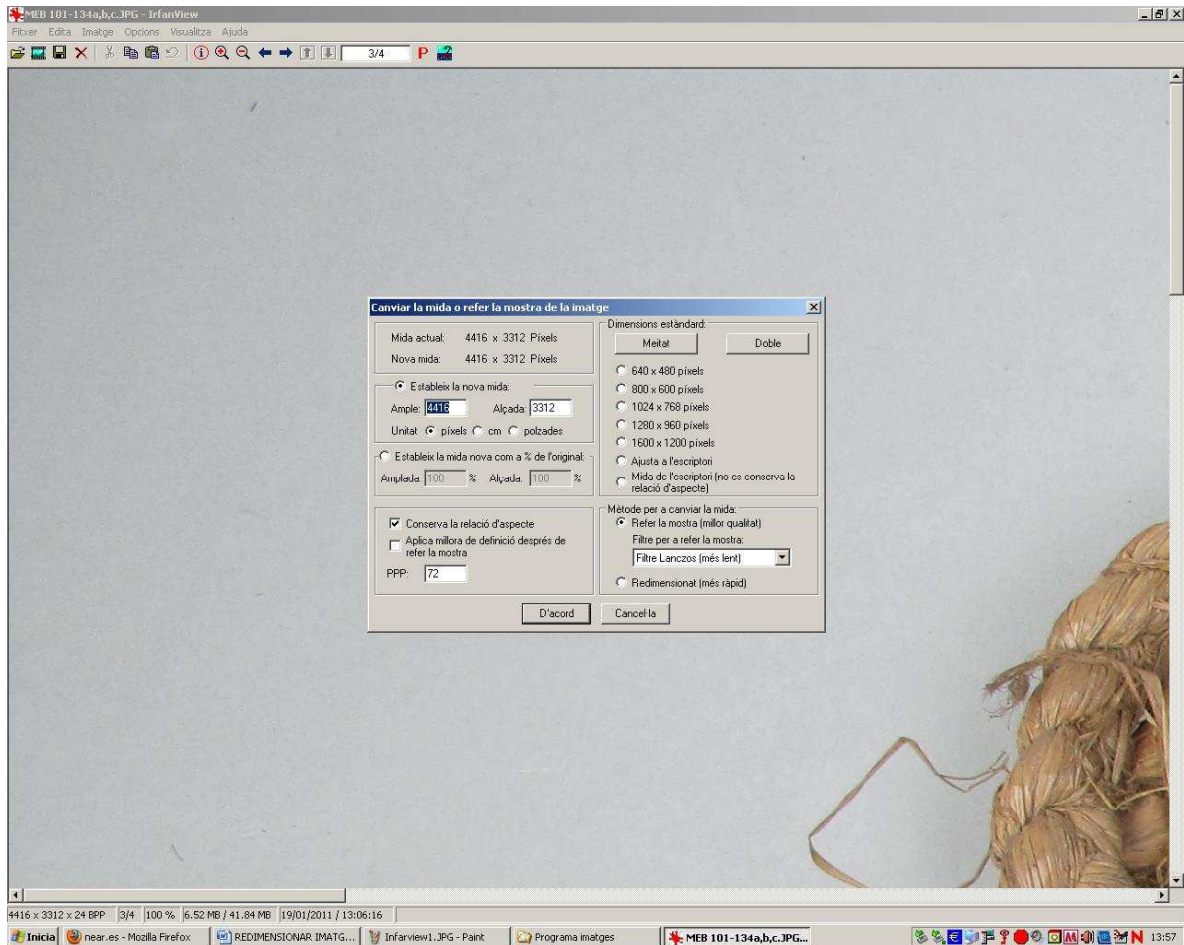 MEB 101-134a,b,c.JPG - IrfanView
Fitxer Edita Imatge Opcions Visualitza Ajuda
3/4 P
Canviar la mida o refer la mostra de la imatge
Mida actual: 4416 x 3312 Píxels
Nova mida: 4416 x 3312 Píxels
Estableix la nova mida:
Ample: 4416 Alçada: 3312
Unitat píxels cm polzades
Estableix la mida nova com a % de l'original:
Amplada: 100 % Alçada: 100 %
Conserva la relació d'aspecte
Aplica millora de definició després de
refer la mostra
PPP: 72
Dimensions estàndard:
Meitat Doble
640 x 480 píxels
800 x 600 píxels
1024 x 768 píxels
1280 x 960 píxels
1600 x 1200 píxels
Ajusta a l'escriptori
Mida de l'escriptori (no es conserva la
relació d'aspecte)
Mètode per a canviar la mida:
Refer la mostra (millor qualitat)
Filtre per a refer la mostra:
Filtre Lanczos (més lent)
Redimensionat (més ràpid)
D'acord Cancel·la
4416 x 3312 x 24 BPP 3/4 100 % 6.52 MB / 41.84 MB 19/01/2011 / 13:06:16
Inicia near.es - Mozilla Firefox REDIMENSIONAR IMATG... Infarview1.JPG - Paint Programa imatges MEB 101-134a,b,c.JPG... 13:57